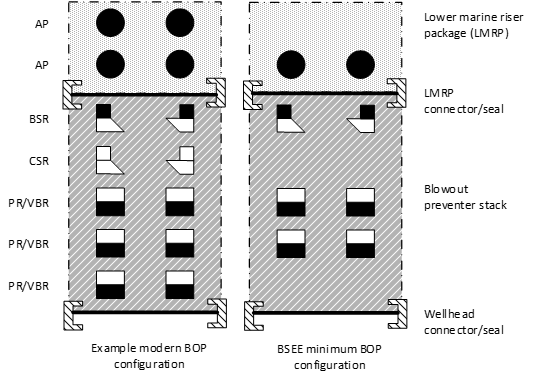 AP
Lower marine riser
package (LMRP)
AP
LMRP
connector/seal
BSR
CSR
Blowout
preventer stack
PR/VBR
PR/VBR
PR/VBR
Wellhead
connector/seal
Example modern BOP
configuration
BSEE minimum BOP
configuration